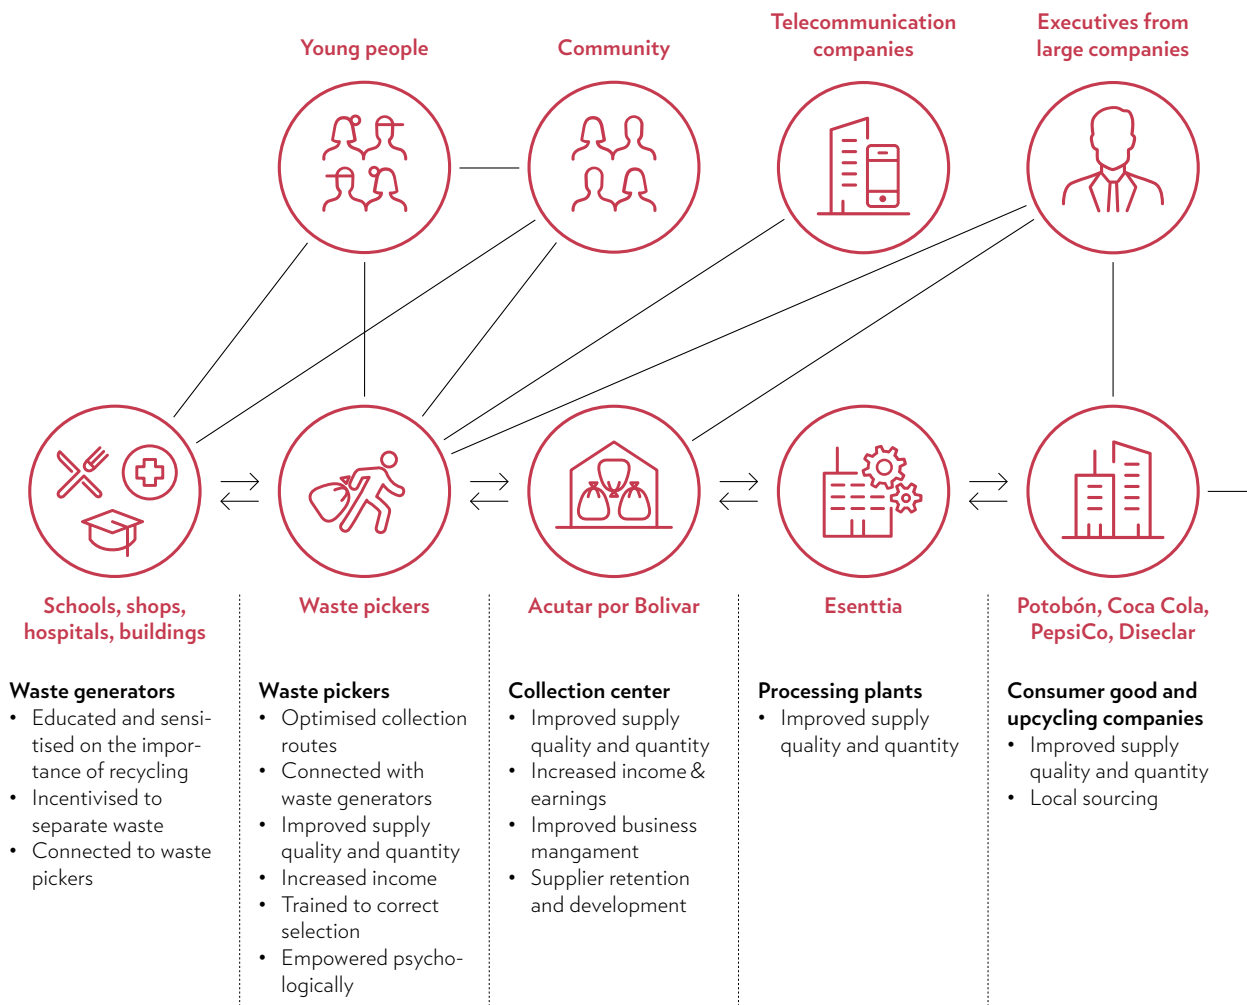 Young people
Community
Telecommunication
companies
Executives from
large companies
Schools, shops,
hospitals, buildings
Waste pickers
Acutar por Bolivar
Esenttia
Potobón, Coca Cola,
PepsiCo, Diseclar
Waste generators
• Educated and sensi-
tised on the impor-
tance of recycling
• Incentivised to
separate waste
• Connected to waste
pickers
Waste pickers
• Optimised collection
routes
• Connected with
waste generators
• Improved supply
quality and quantity
• Increased income
• Trained to correct
selection
• Empowered psycho-
logically
Collection center
• Improved supply
quality and quantity
• Increased income &
earnings
• Improved business
mangament
• Supplier retention
and development
Processing plants
• Improved supply
quality and quantity
Consumer good and
upcycling companies
• Improved supply
quality and quantity
• Local sourcing